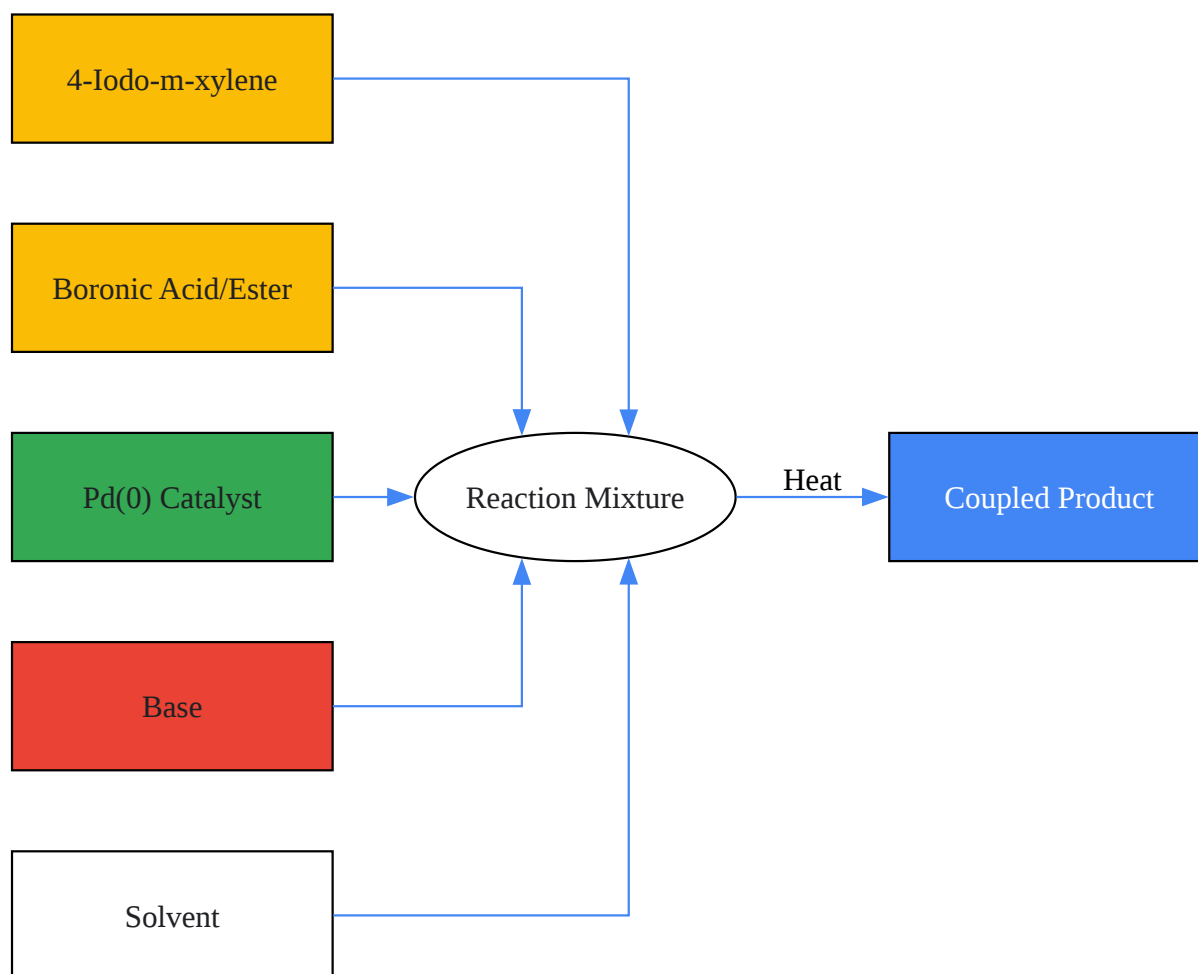 4-Iodo-m-xylene
Boronic Acid/Ester
Pd(0) Catalyst
Reaction Mixture
Heat
Coupled Product
Base
Solvent